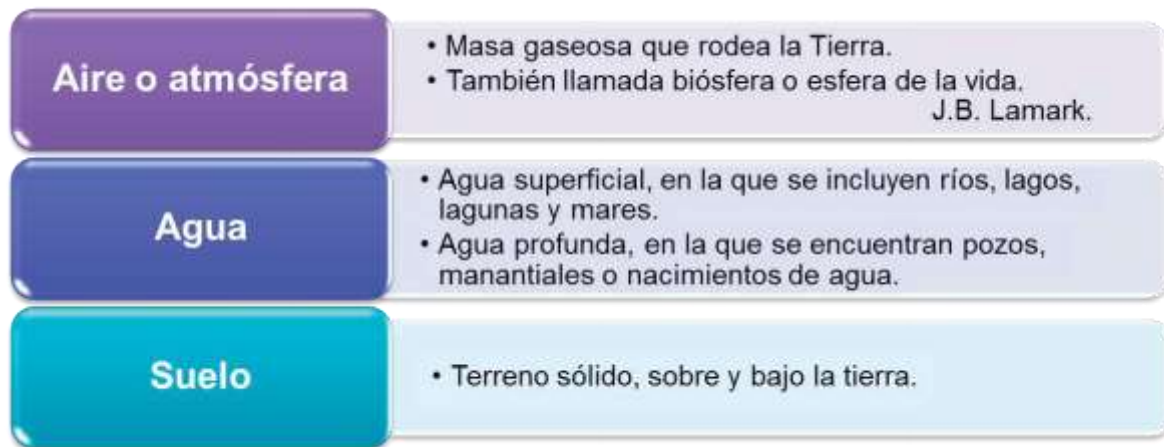 Aire o atmósfera
• Masa gaseosa que rodea la Tierra.
• También llamada biósfera o esfera de la vida.
J.B. Lamark.
Agua
• Agua superficial, en la que se incluyen ríos, lagos,
lagunas y mares.
• Agua profunda, en la que se encuentran pozos,
manantiales o nacimientos de agua.
Suelo
• Terreno sólido, sobre y bajo la tierra.